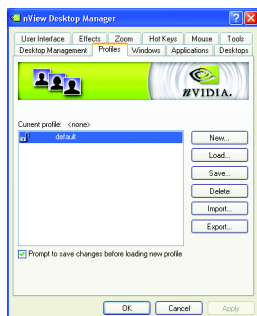 nView Desktop Manager
User Interface Effects Zoom Hot Keys Mouse Tools
Desktop Management Profiles Windows Applications Desktops
nVIDIA.
Current profile: <none>
default
New...
Load...
Save...
Delete
Import...
Export...
Prompt to save changes before loading new profile
OK Cancel Apply